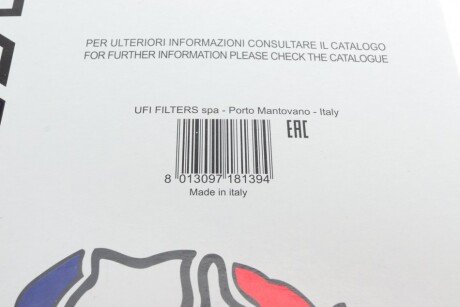 PER ULTERIORI INFORMAZIONI CONSULTARE IL CATALOGO
FOR FURTHER INFORMATION PLEASE CHECK THE CATALOGUE
UFI FILTERS spa - Porto Mantovano - Italy
EAC
8 013097 181394
Made in italy